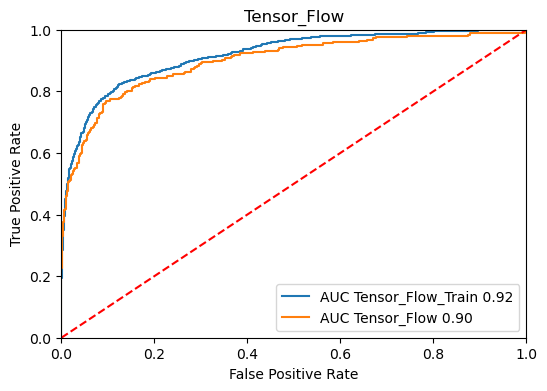 Tensor_Flow
1.0
0.8
0.6
0.4
0.2
0.0
True Positive Rate
AUC Tensor_Flow_Train 0.92
AUC Tensor_Flow 0.90
0.0 0.2 0.4 0.6 0.8 1.0
False Positive Rate